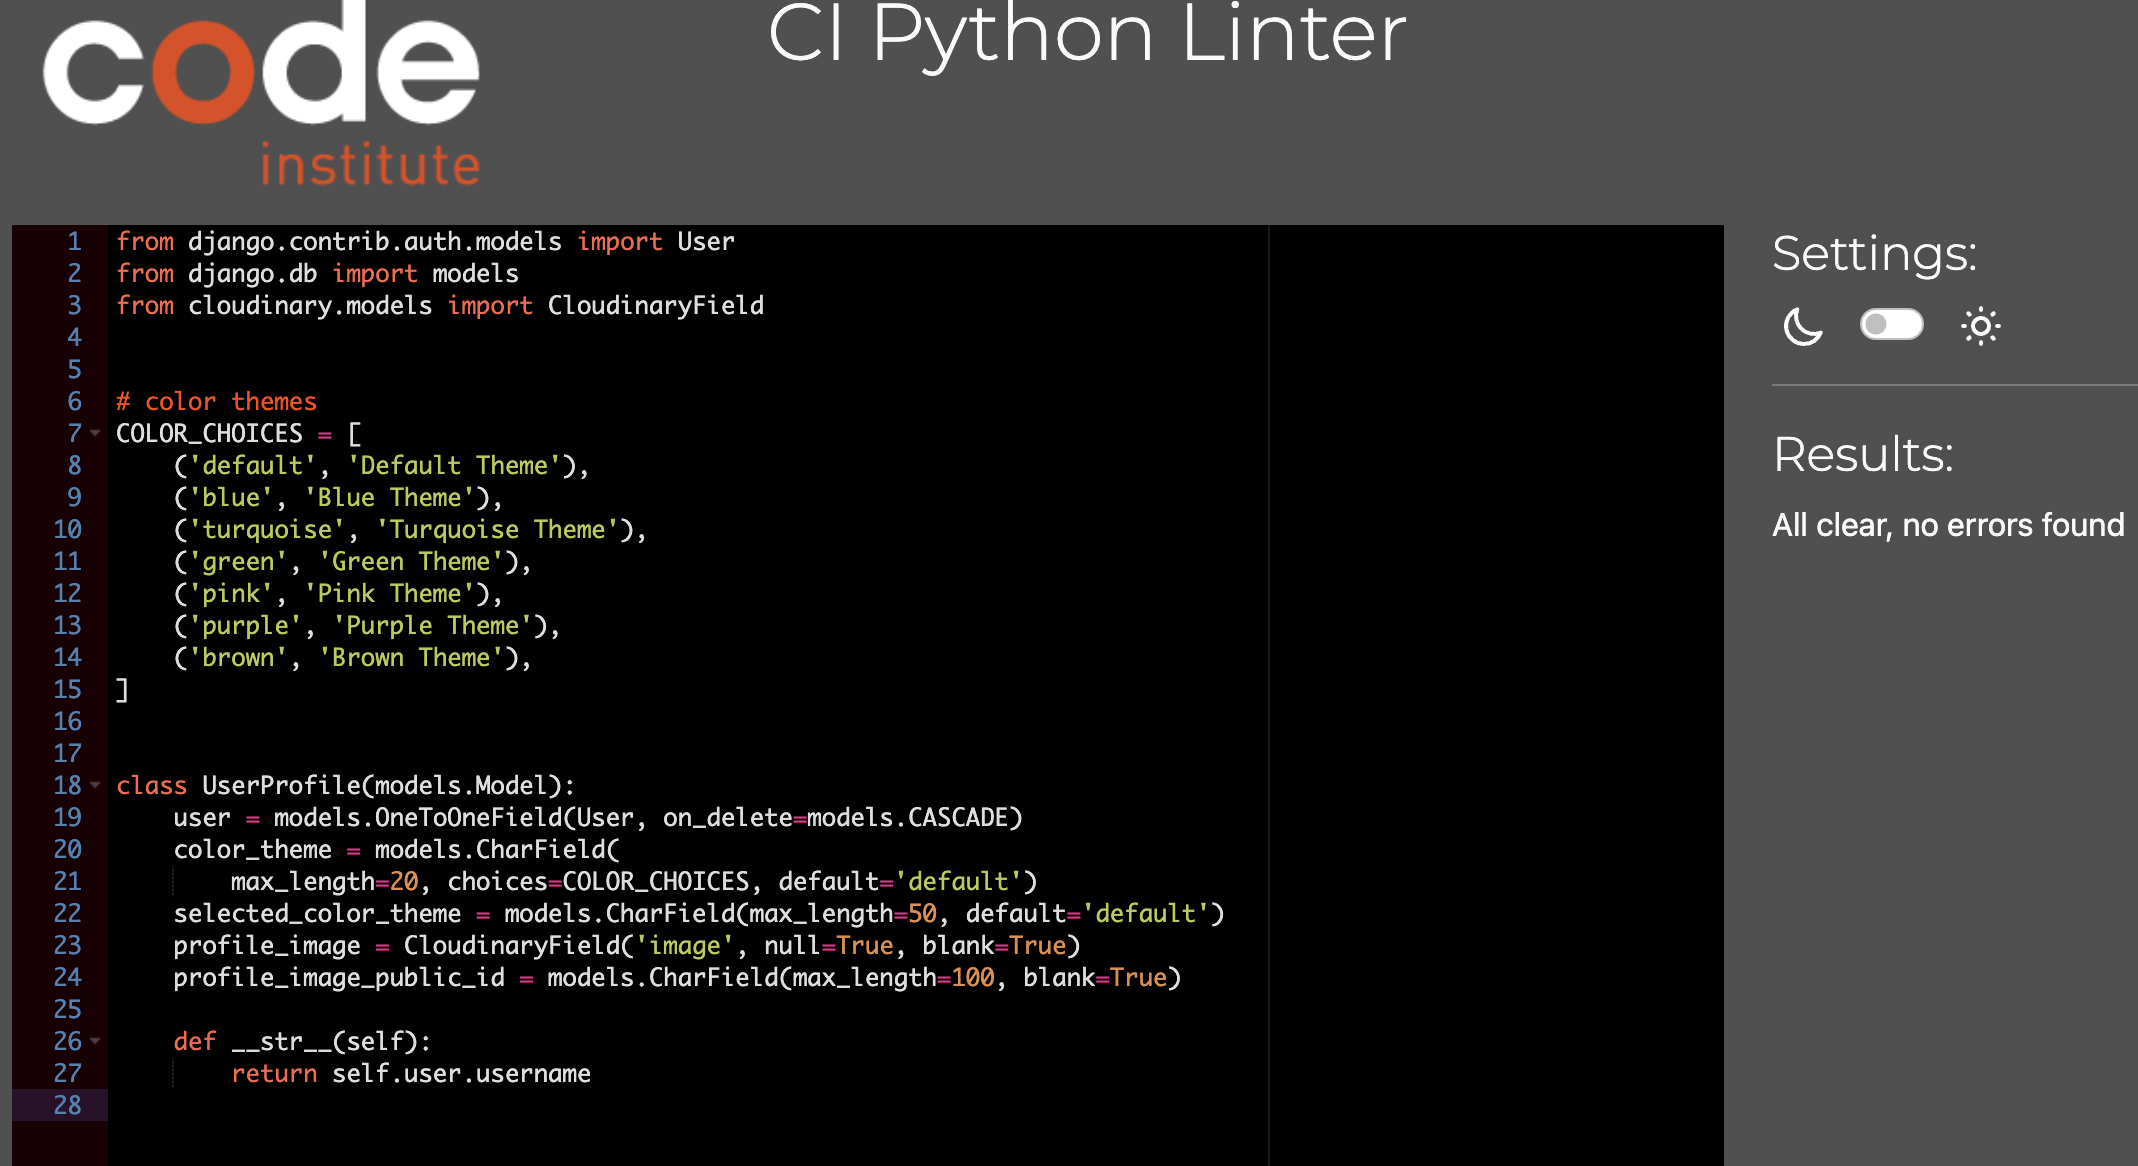 code
institute
CI Python Linter
1 from django.contrib.auth.models import User
2 from django.db import models
3 from cloudinary.models import CloudinaryField
4
5
6 # color themes
7 COLOR_CHOICES = [
8     ('default', 'Default Theme'),
9     ('blue', 'Blue Theme'),
10     ('turquoise', 'Turquoise Theme'),
11     ('green', 'Green Theme'),
12     ('pink', 'Pink Theme'),
13     ('purple', 'Purple Theme'),
14     ('brown', 'Brown Theme'),
15 ]
16
17
18 class UserProfile(models.Model):
19     user = models.OneToOneField(User, on_delete=models.CASCADE)
20     color_theme = models.CharField(
21         max_length=20, choices=COLOR_CHOICES, default='default')
22     selected_color_theme = models.CharField(max_length=50, default='default')
23     profile_image = CloudinaryField('image', null=True, blank=True)
24     profile_image_public_id = models.CharField(max_length=100, blank=True)
25
26     def __str__(self):
27         return self.user.username
28
Settings:
Results:
All clear, no errors found